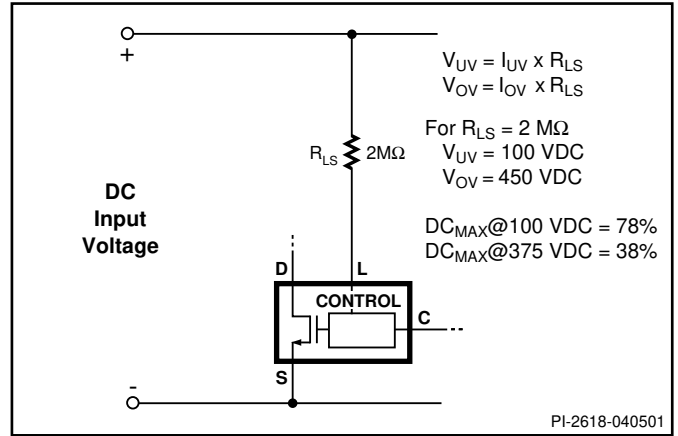 +
V_UV = I_UV x R_LS
V_OV = I_OV x R_LS
For R_LS = 2 MΩ
V_UV = 100 VDC
V_OV = 450 VDC
DC_MAX@100 VDC = 78%
DC_MAX@375 VDC = 38%
R_LS 2MΩ
DC
Input
Voltage
D L
CONTROL
C
S
-
PI-2618-040501